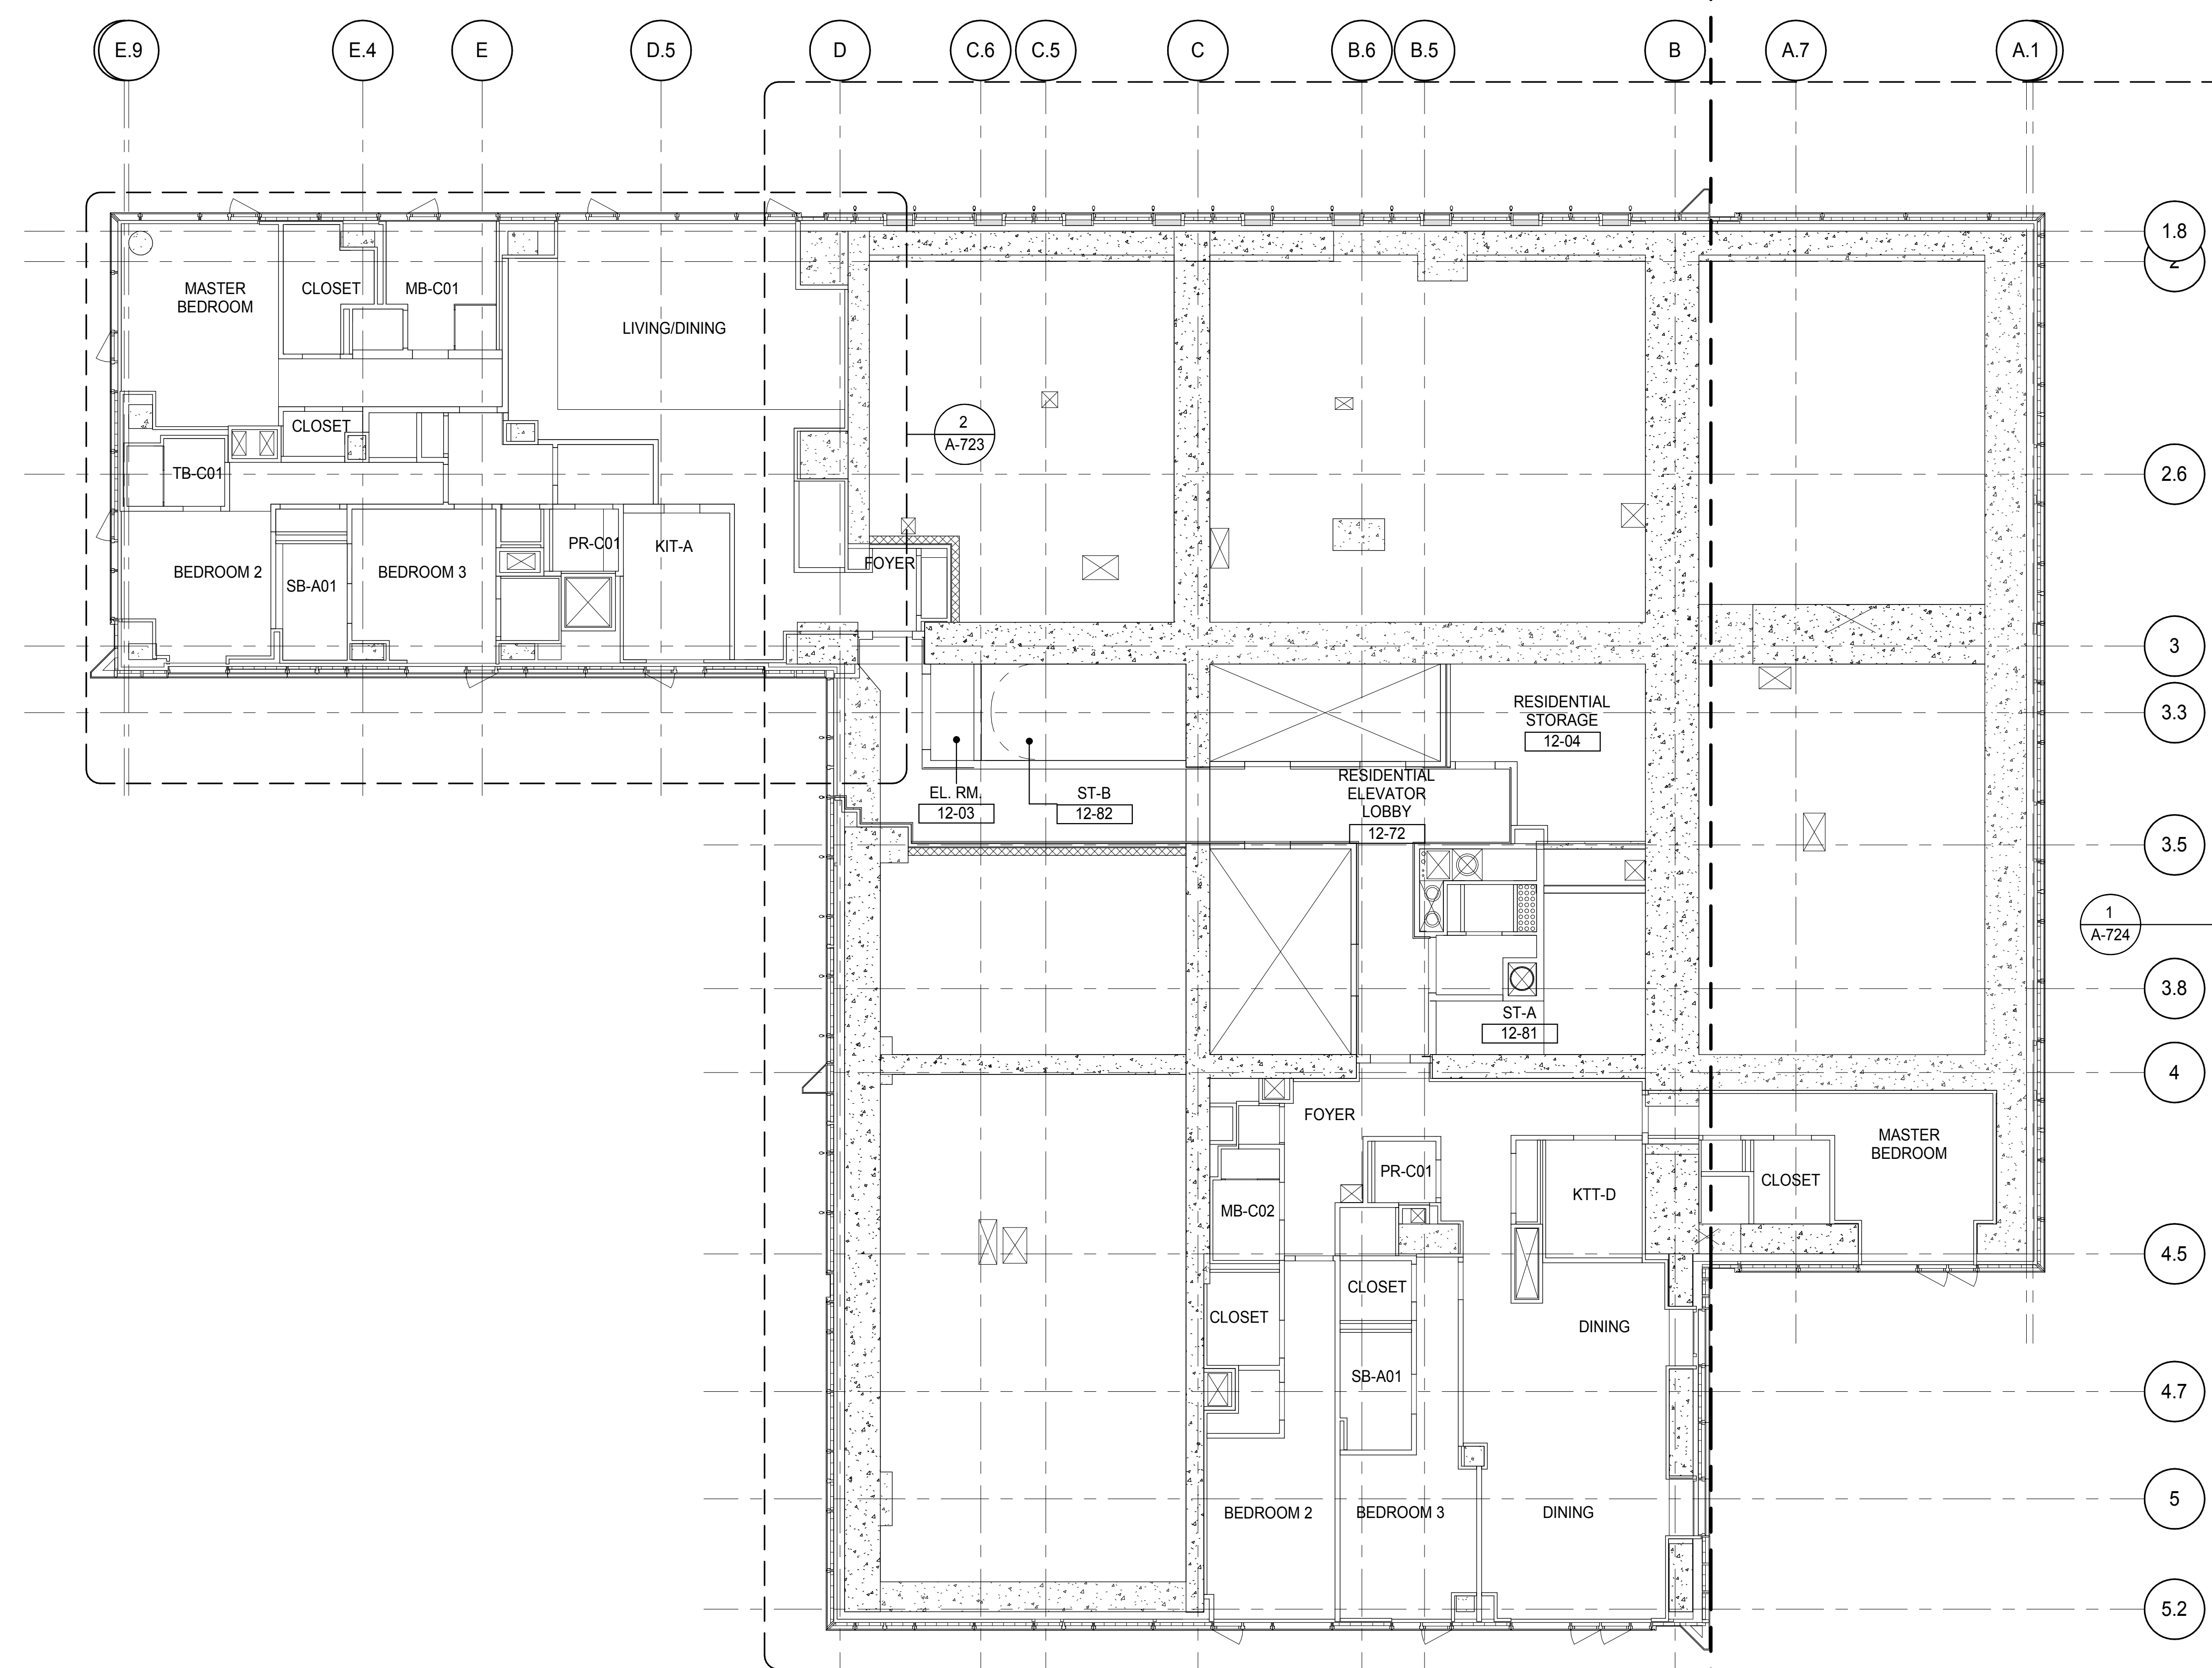 E.9
E.4
E
D.5
D
C.6
C.5
C
B.6
B.5
B
A.7
A.1
1.8
2
MASTER
BEDROOM
CLOSET
MB-C01
LIVING/DINING
CLOSET
2
A-723
TB-C01
2.6
BEDROOM 2
SB-A01
BEDROOM 3
PR-C01
KIT-A
FOYER
3
RESIDENTIAL
STORAGE
12-04
3.3
EL. RM.
12-03
ST-B
12-82
RESIDENTIAL
ELEVATOR
LOBBY
12-72
3.5
1
A-724
3.8
ST-A
12-81
4
FOYER
MASTER
BEDROOM
PR-C01
CLOSET
KTT-D
MB-C02
4.5
CLOSET
CLOSET
DINING
SB-A01
4.7
BEDROOM 2
BEDROOM 3
DINING
5
5.2